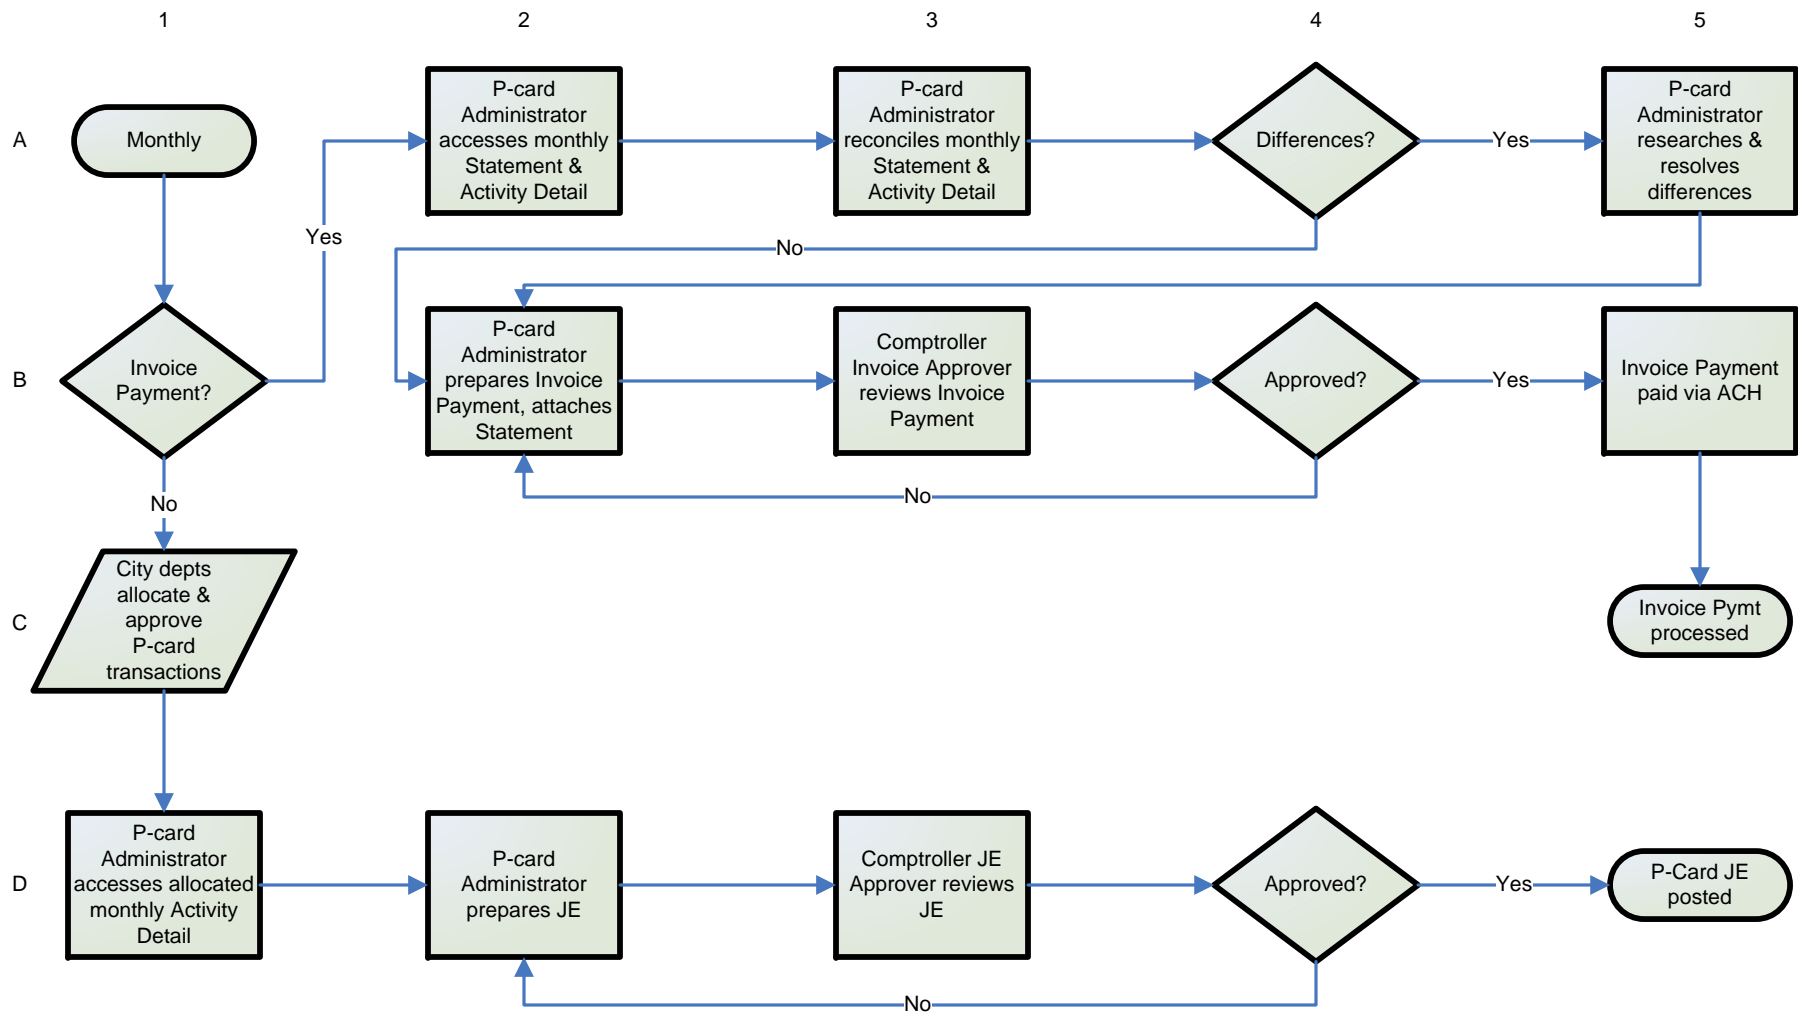 1
2
3
4
5
A
Monthly
P-card
Administrator
accesses monthly
Statement &
Activity Detail
P-card
Administrator
reconciles monthly
Statement &
Activity Detail
Differences?
Yes
P-card
Administrator
researches &
resolves
differences
Yes
No
B
Invoice
Payment?
P-card
Administrator
prepares Invoice
Payment, attaches
Statement
Comptroller
Invoice Approver
reviews Invoice
Payment
Approved?
Yes
Invoice Payment
paid via ACH
No
No
C
City depts
allocate &
approve
P-card
transactions
Invoice Pymt
processed
D
P-card
Administrator
accesses allocated
monthly Activity
Detail
P-card
Administrator
prepares JE
Comptroller JE
Approver reviews
JE
Approved?
Yes
P-Card JE
posted
No